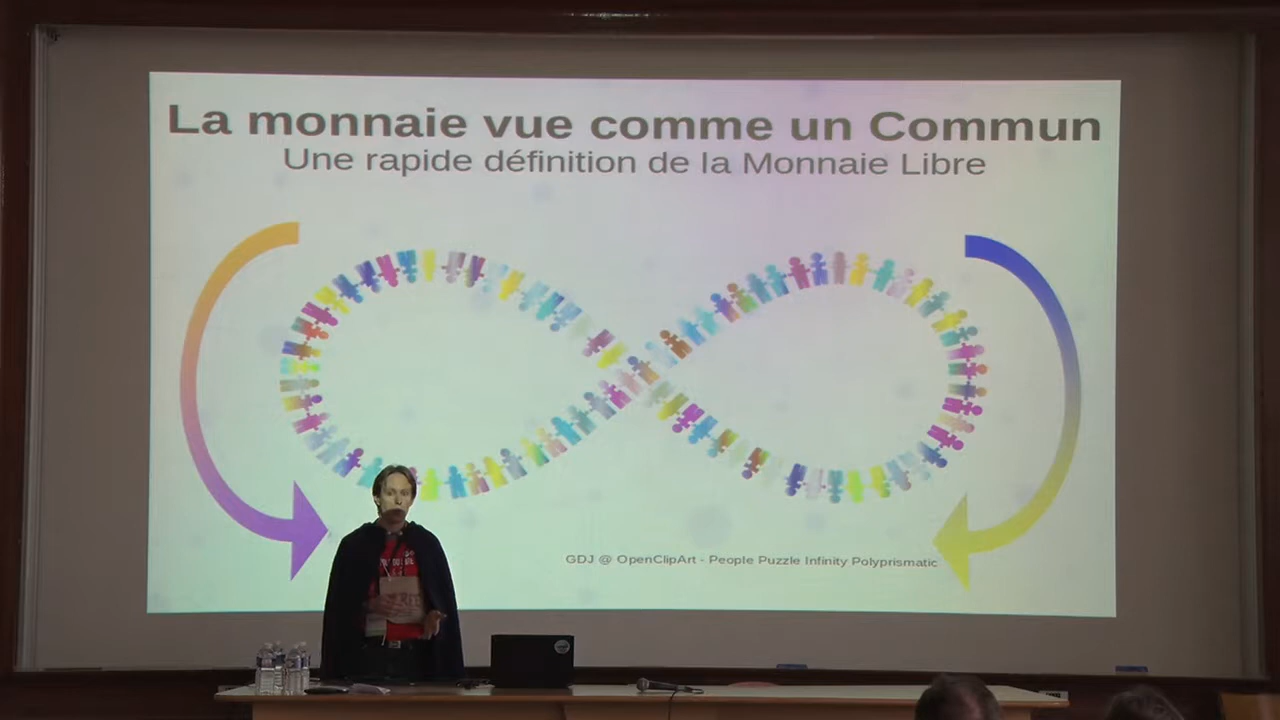 La monnaie vue comme un Commun
Une rapide définition de la Monnaie Libre
GDJ @ OpenClipArt - People Puzzle Infinity Polyprismatic